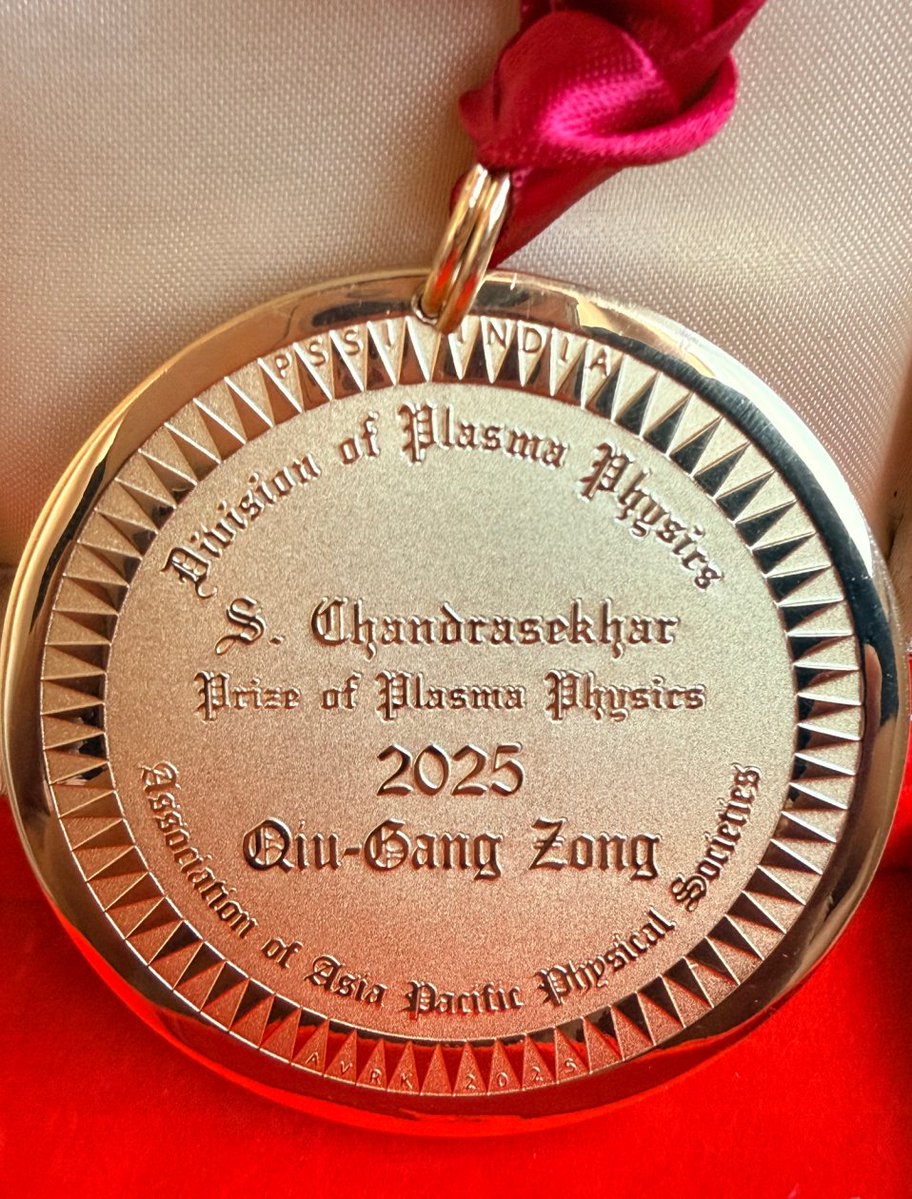 PSSI INDIA
Division of Plasma Physics
S. Chandrasekhar
Prize of Plasma Physics
2025
Qiu-Gang Zong
Association of Asia Pacific Physical Societies
AVRK 2025